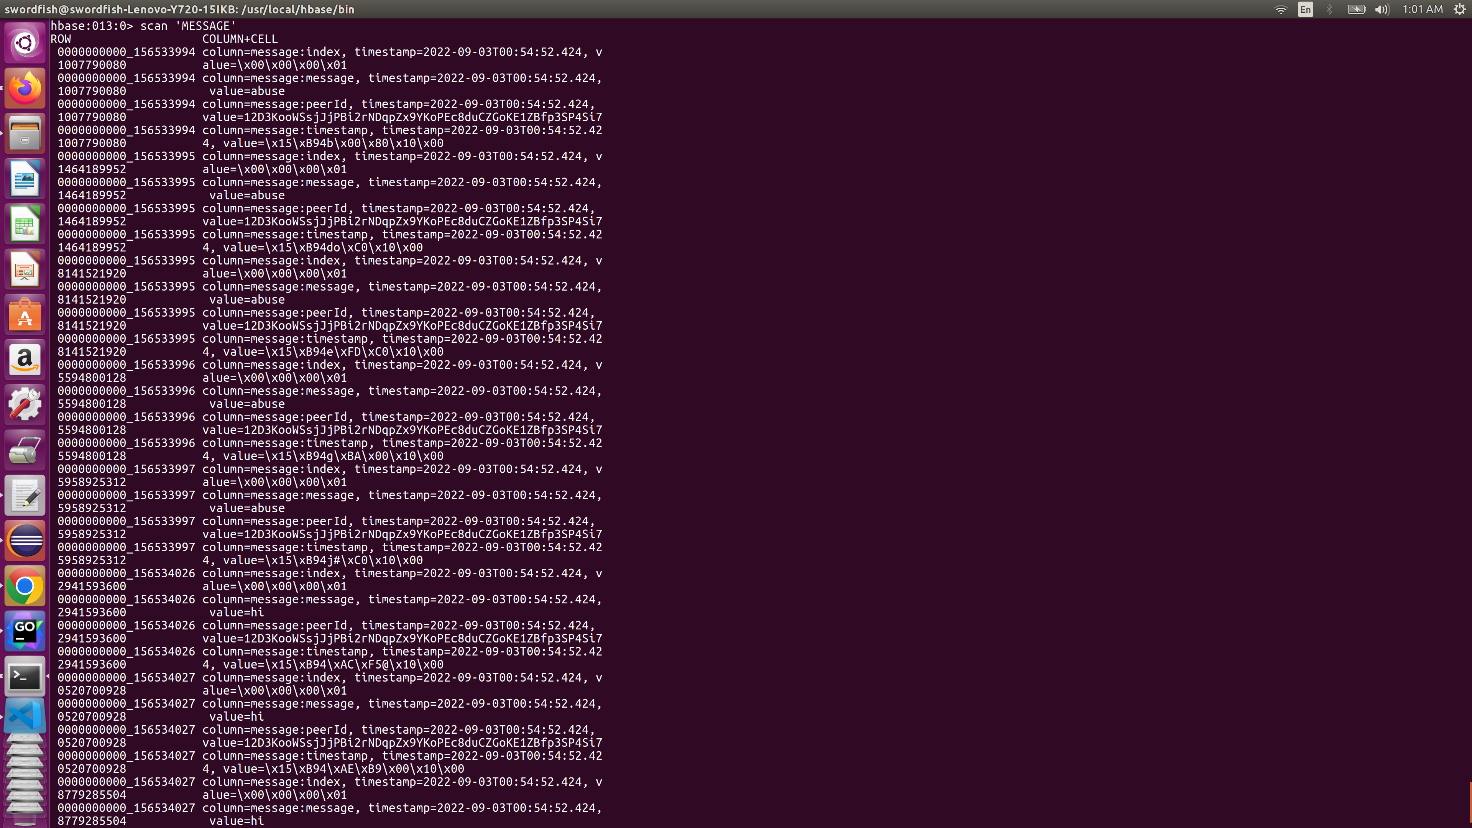 swordfish@swordfish-Lenovo-Y720-15IKB: /usr/local/hbase/bin
En
1:01 AM
hbase:013:0> scan 'MESSAGE'
ROW COLUMN+CELL
0000000000_156533994 column=message:index, timestamp=2022-09-03T00:54:52.424, v
1007790080 alue=\x00\x00\x00\x01
0000000000_156533994 column=message:message, timestamp=2022-09-03T00:54:52.424,
1007790080 value=abuse
0000000000_156533994 column=message:peerId, timestamp=2022-09-03T00:54:52.424,
1007790080 value=12D3KooWSsjJjPBi2rNDqpZx9YKoPEc8duCZGoKE1ZBfp3SP4Si7
0000000000_156533994 column=message:timestamp, timestamp=2022-09-03T00:54:52.42
1007790080 4, value=\x15\xB94b\x00\x80\x10\x00
0000000000_156533995 column=message:index, timestamp=2022-09-03T00:54:52.424, v
1464189952 alue=\x00\x00\x00\x01
0000000000_156533995 column=message:message, timestamp=2022-09-03T00:54:52.424,
1464189952 value=abuse
0000000000_156533995 column=message:peerId, timestamp=2022-09-03T00:54:52.424,
1464189952 value=12D3KooWSsjJjPBi2rNDqpZx9YKoPEc8duCZGoKE1ZBfp3SP4Si7
0000000000_156533995 column=message:timestamp, timestamp=2022-09-03T00:54:52.42
1464189952 4, value=\x15\xB94do\xC0\x10\x00
0000000000_156533995 column=message:index, timestamp=2022-09-03T00:54:52.424, v
8141521920 alue=\x00\x00\x00\x01
0000000000_156533995 column=message:message, timestamp=2022-09-03T00:54:52.424,
8141521920 value=abuse
0000000000_156533995 column=message:peerId, timestamp=2022-09-03T00:54:52.424,
8141521920 value=12D3KooWSsjJjPBi2rNDqpZx9YKoPEc8duCZGoKE1ZBfp3SP4Si7
0000000000_156533995 column=message:timestamp, timestamp=2022-09-03T00:54:52.42
8141521920 4, value=\x15\xB94e\xFD\xC0\x10\x00
0000000000_156533996 column=message:index, timestamp=2022-09-03T00:54:52.424, v
5594800128 alue=\x00\x00\x00\x01
0000000000_156533996 column=message:message, timestamp=2022-09-03T00:54:52.424,
5594800128 value=abuse
0000000000_156533996 column=message:peerId, timestamp=2022-09-03T00:54:52.424,
5594800128 value=12D3KooWSsjJjPBi2rNDqpZx9YKoPEc8duCZGoKE1ZBfp3SP4Si7
0000000000_156533996 column=message:timestamp, timestamp=2022-09-03T00:54:52.42
5594800128 4, value=\x15\xB94g\xBA\x00\x10\x00
0000000000_156533997 column=message:index, timestamp=2022-09-03T00:54:52.424, v
5958925312 alue=\x00\x00\x00\x01
0000000000_156533997 column=message:message, timestamp=2022-09-03T00:54:52.424,
5958925312 value=abuse
0000000000_156533997 column=message:peerId, timestamp=2022-09-03T00:54:52.424,
5958925312 value=12D3KooWSsjJjPBi2rNDqpZx9YKoPEc8duCZGoKE1ZBfp3SP4Si7
0000000000_156533997 column=message:timestamp, timestamp=2022-09-03T00:54:52.42
5958925312 4, value=\x15\xB94j#\xC0\x10\x00
0000000000_156534026 column=message:index, timestamp=2022-09-03T00:54:52.424, v
2941593600 alue=\x00\x00\x00\x01
0000000000_156534026 column=message:message, timestamp=2022-09-03T00:54:52.424,
2941593600 value=hi
0000000000_156534026 column=message:peerId, timestamp=2022-09-03T00:54:52.424,
2941593600 value=12D3KooWSsjJjPBi2rNDqpZx9YKoPEc8duCZGoKE1ZBfp3SP4Si7
0000000000_156534026 column=message:timestamp, timestamp=2022-09-03T00:54:52.42
2941593600 4, value=\x15\xB94\xAC\xF5@\x10\x00
0000000000_156534027 column=message:index, timestamp=2022-09-03T00:54:52.424, v
0520700928 alue=\x00\x00\x00\x01
0000000000_156534027 column=message:message, timestamp=2022-09-03T00:54:52.424,
0520700928 value=hi
0000000000_156534027 column=message:peerId, timestamp=2022-09-03T00:54:52.424,
0520700928 value=12D3KooWSsjJjPBi2rNDqpZx9YKoPEc8duCZGoKE1ZBfp3SP4Si7
0000000000_156534027 column=message:timestamp, timestamp=2022-09-03T00:54:52.42
0520700928 4, value=\x15\xB94\xAE\xB9\x00\x10\x00
0000000000_156534027 column=message:index, timestamp=2022-09-03T00:54:52.424, v
8779285504 alue=\x00\x00\x00\x01
0000000000_156534027 column=message:message, timestamp=2022-09-03T00:54:52.424,
8779285504 value=hi
GO